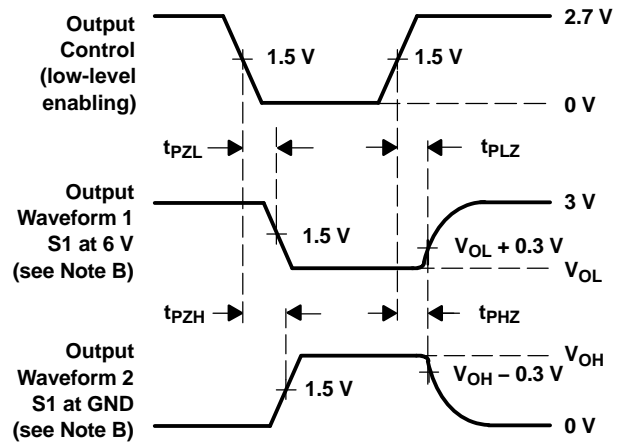 Output
Control
(low-level
enabling)
1.5 V
1.5 V
2.7 V
0 V
tPZL
tPLZ
Output
Waveform 1
S1 at 6 V
(see Note B)
1.5 V
3 V
VOL + 0.3 V
VOL
tPZH
tPHZ
Output
Waveform 2
S1 at GND
(see Note B)
1.5 V
VOH
VOH − 0.3 V
0 V